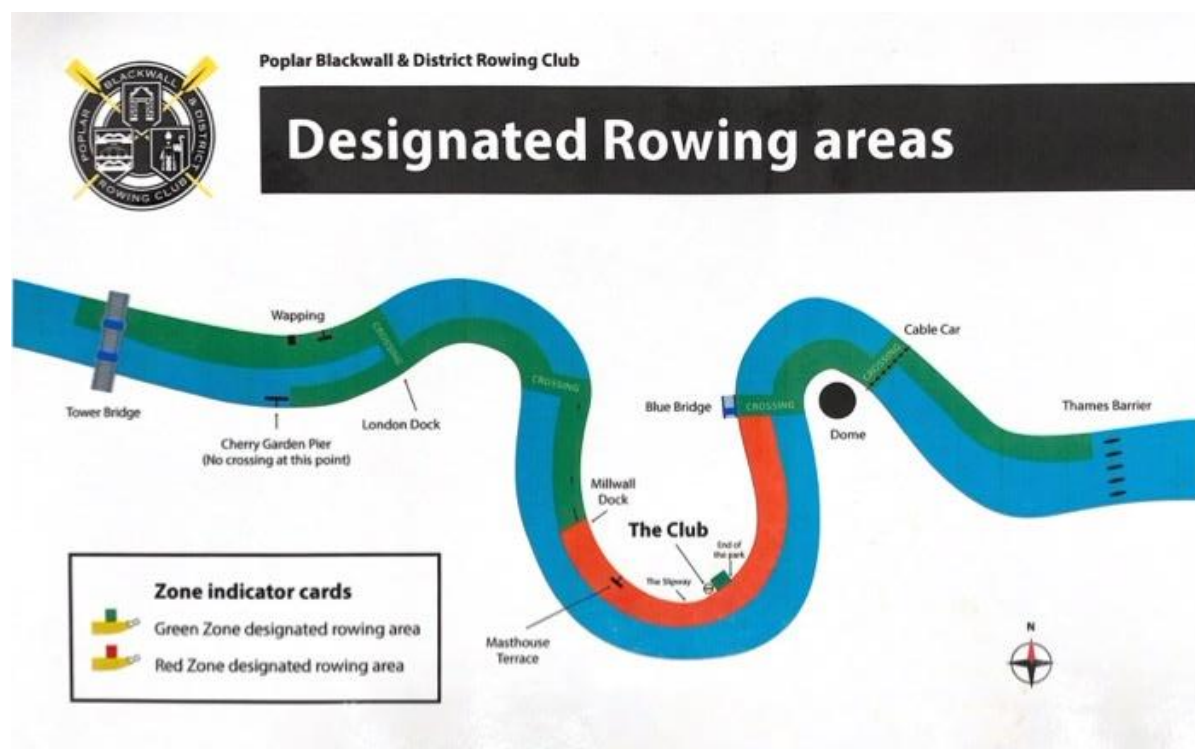 POPLAR BLACKWALL & DISTRICT
ROWING CLUB
Poplar Blackwall & District Rowing Club
Designated Rowing areas
Wapping
CROSSING
Tower Bridge
Cherry Garden Pier
(No crossing at this point)
London Dock
CROSSING
Cable Car
CROSSING
Blue Bridge
CROSSING
Dome
Thames Barrier
Millwall
Dock
The Club
End of
the park
The Slipway
Masthouse
Terrace
Zone indicator cards
Green Zone designated rowing area
Red Zone designated rowing area
N